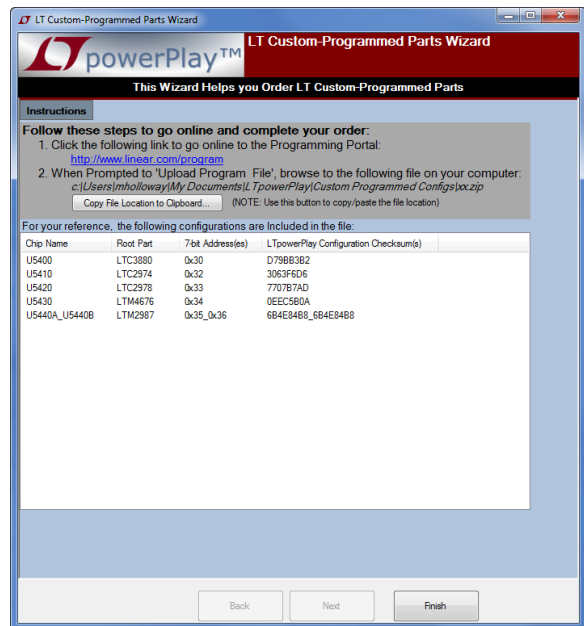 LT Custom-Programmed Parts Wizard
LT powerPlay™
LT Custom-Programmed Parts Wizard
This Wizard Helps you Order LT Custom-Programmed Parts
Instructions
Follow these steps to go online and complete your order:
1. Click the following link to go online to the Programming Portal:
http://www.linear.com/program
2. When Prompted to 'Upload Program File', browse to the following file on your computer:
c:\Users\mholloway\My Documents\LTpowerPlay\Custom Programmed Configs\xx.zip
Copy File Location to Clipboard... (NOTE: Use this button to copy/paste the file location)
For your reference, the following configurations are Included in the file:
Chip Name Root Part 7-bit Address(es) LTpowerPlay Configuration Checksum(s)
U5400 LTC3880 0x30 D79BB3B2
U5410 LTC2974 0x32 3063F6D6
U5420 LTC2978 0x33 7707B7AD
U5430 LTM4676 0x34 0EEC5B0A
U5440A_U5440B LTM2987 0x35_0x36 6B4E84B8_6B4E84B8
Back Next Finish